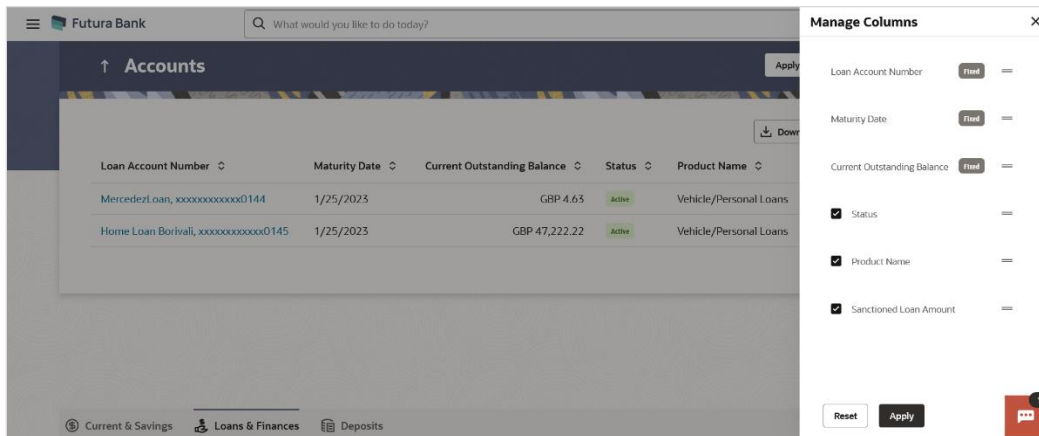 Futura Bank
What would you like to do today?
Manage Columns
Accounts
Apply
Loan Account Number Fixed
Maturity Date Fixed
Current Outstanding Balance Fixed
Status
Product Name
Sanctioned Loan Amount
Reset
Apply
Down
Loan Account Number Maturity Date Current Outstanding Balance Status Product Name
MercedezLoan, xxxxxxxxxxxx0144 1/25/2023 GBP 4.63 Active Vehicle/Personal Loans
Home Loan Borivali, xxxxxxxxxxxx0145 1/25/2023 GBP 47,222.22 Active Vehicle/Personal Loans
Current & Savings Loans & Finances Deposits